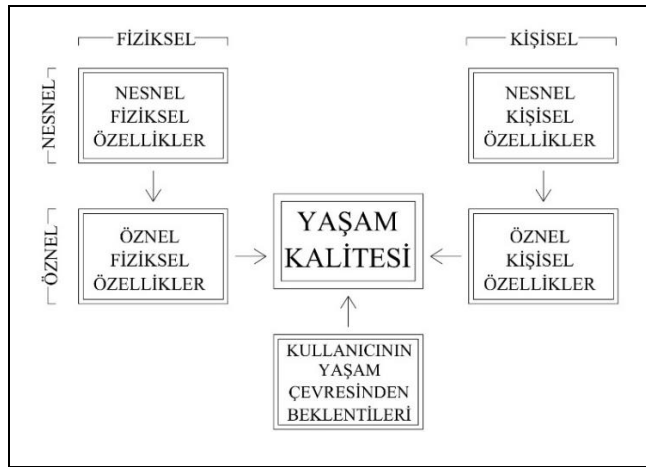 FİZİKSEL
KİŞİSEL
NESNEL
NESNEL
FİZİKSEL
ÖZELLİKLER
NESNEL
KİŞİSEL
ÖZELLİKLER
ÖZNEL
ÖZNEL
FİZİKSEL
ÖZELLİKLER
YAŞAM
KALİTESİ
ÖZNEL
KİŞİSEL
ÖZELLİKLER
KULLANICININ
YAŞAM
ÇEVRESİNDEN
BEKLENTİLERİ